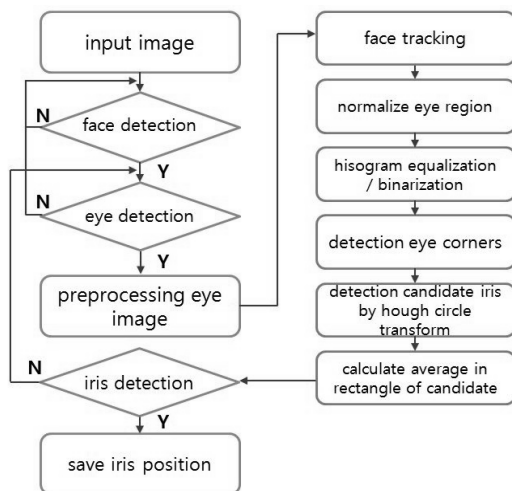 input image
N
face detection
Y
N
eye detection
Y
preprocessing eye
image
face tracking
normalize eye region
hisogram equalization
/ binarization
detection eye corners
detection candidate iris
by hough circle
transform
calculate average in
rectangle of candidate
N
iris detection
Y
save iris position